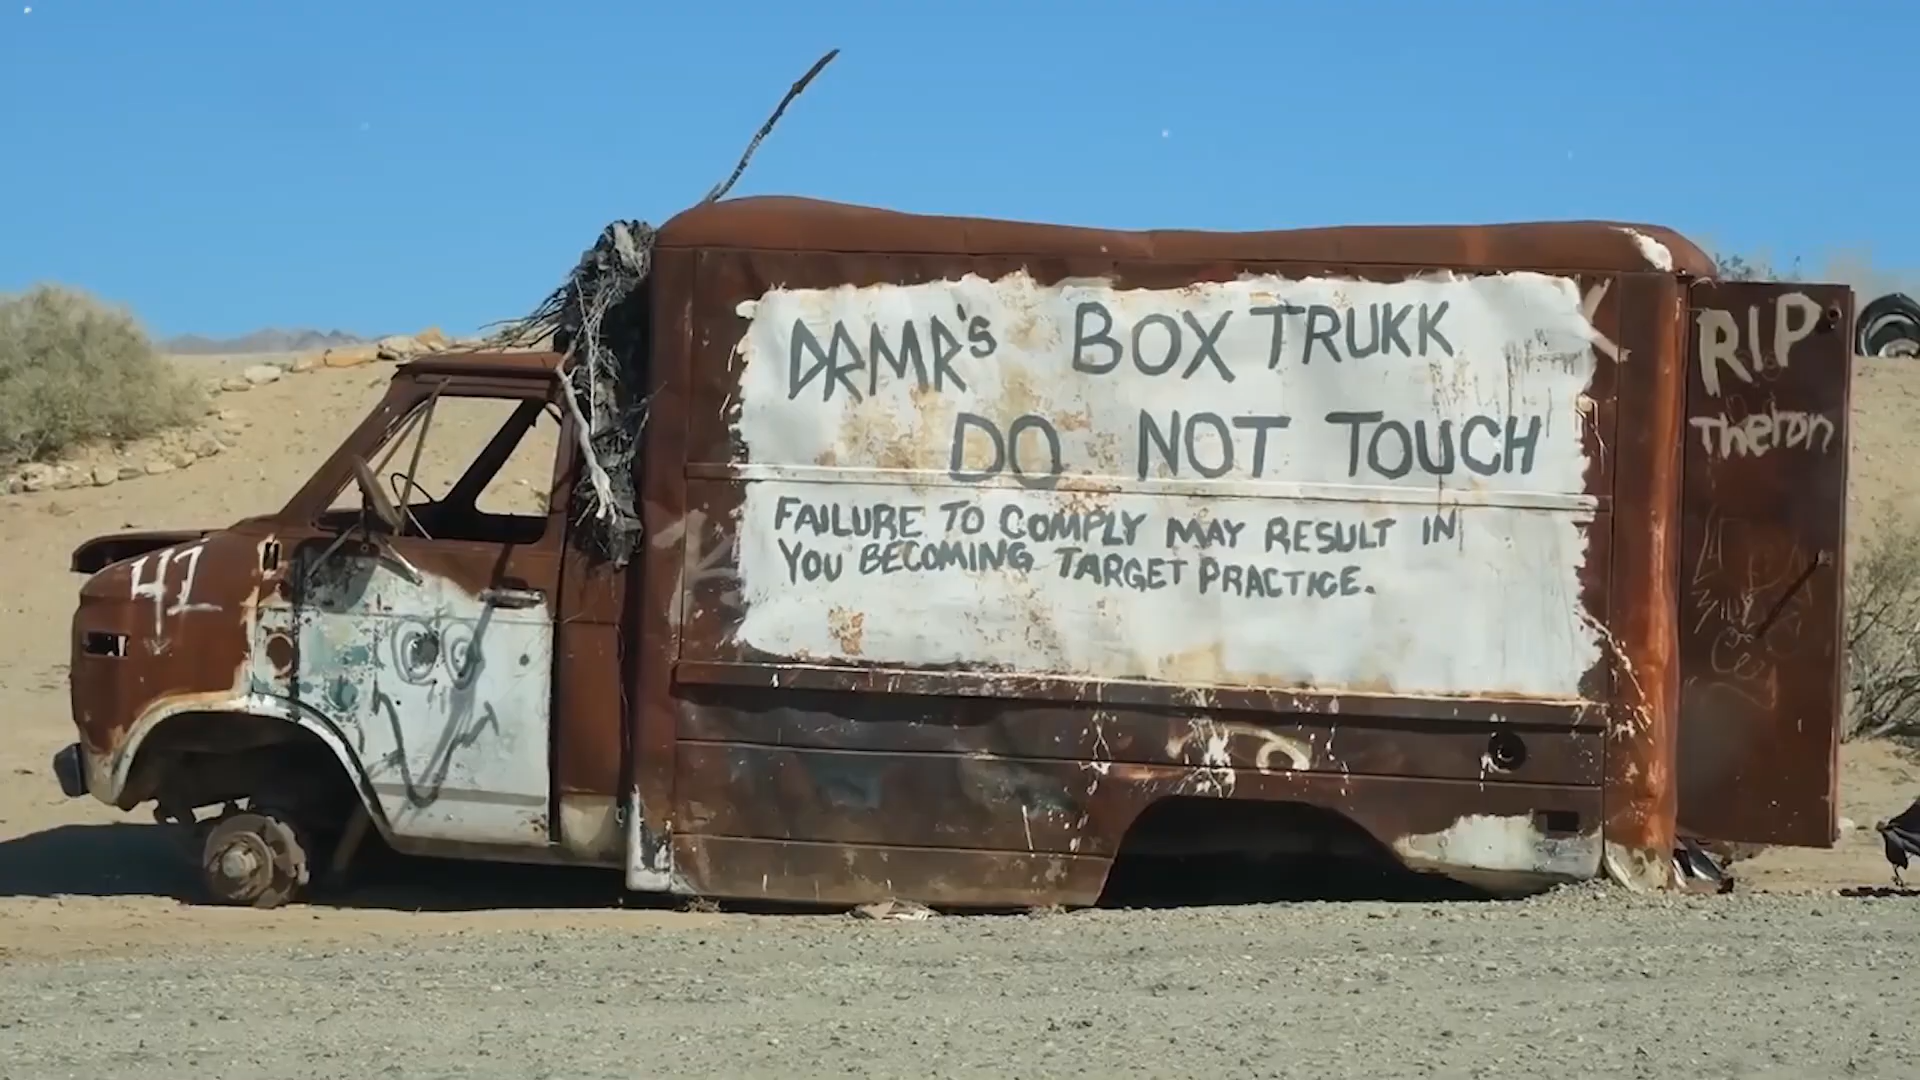 DRMR's BOX TRUKK
DO NOT TOUCH
FAILURE TO COMPLY MAY RESULT IN
YOU BECOMING TARGET PRACTICE.
RIP
Theron
41